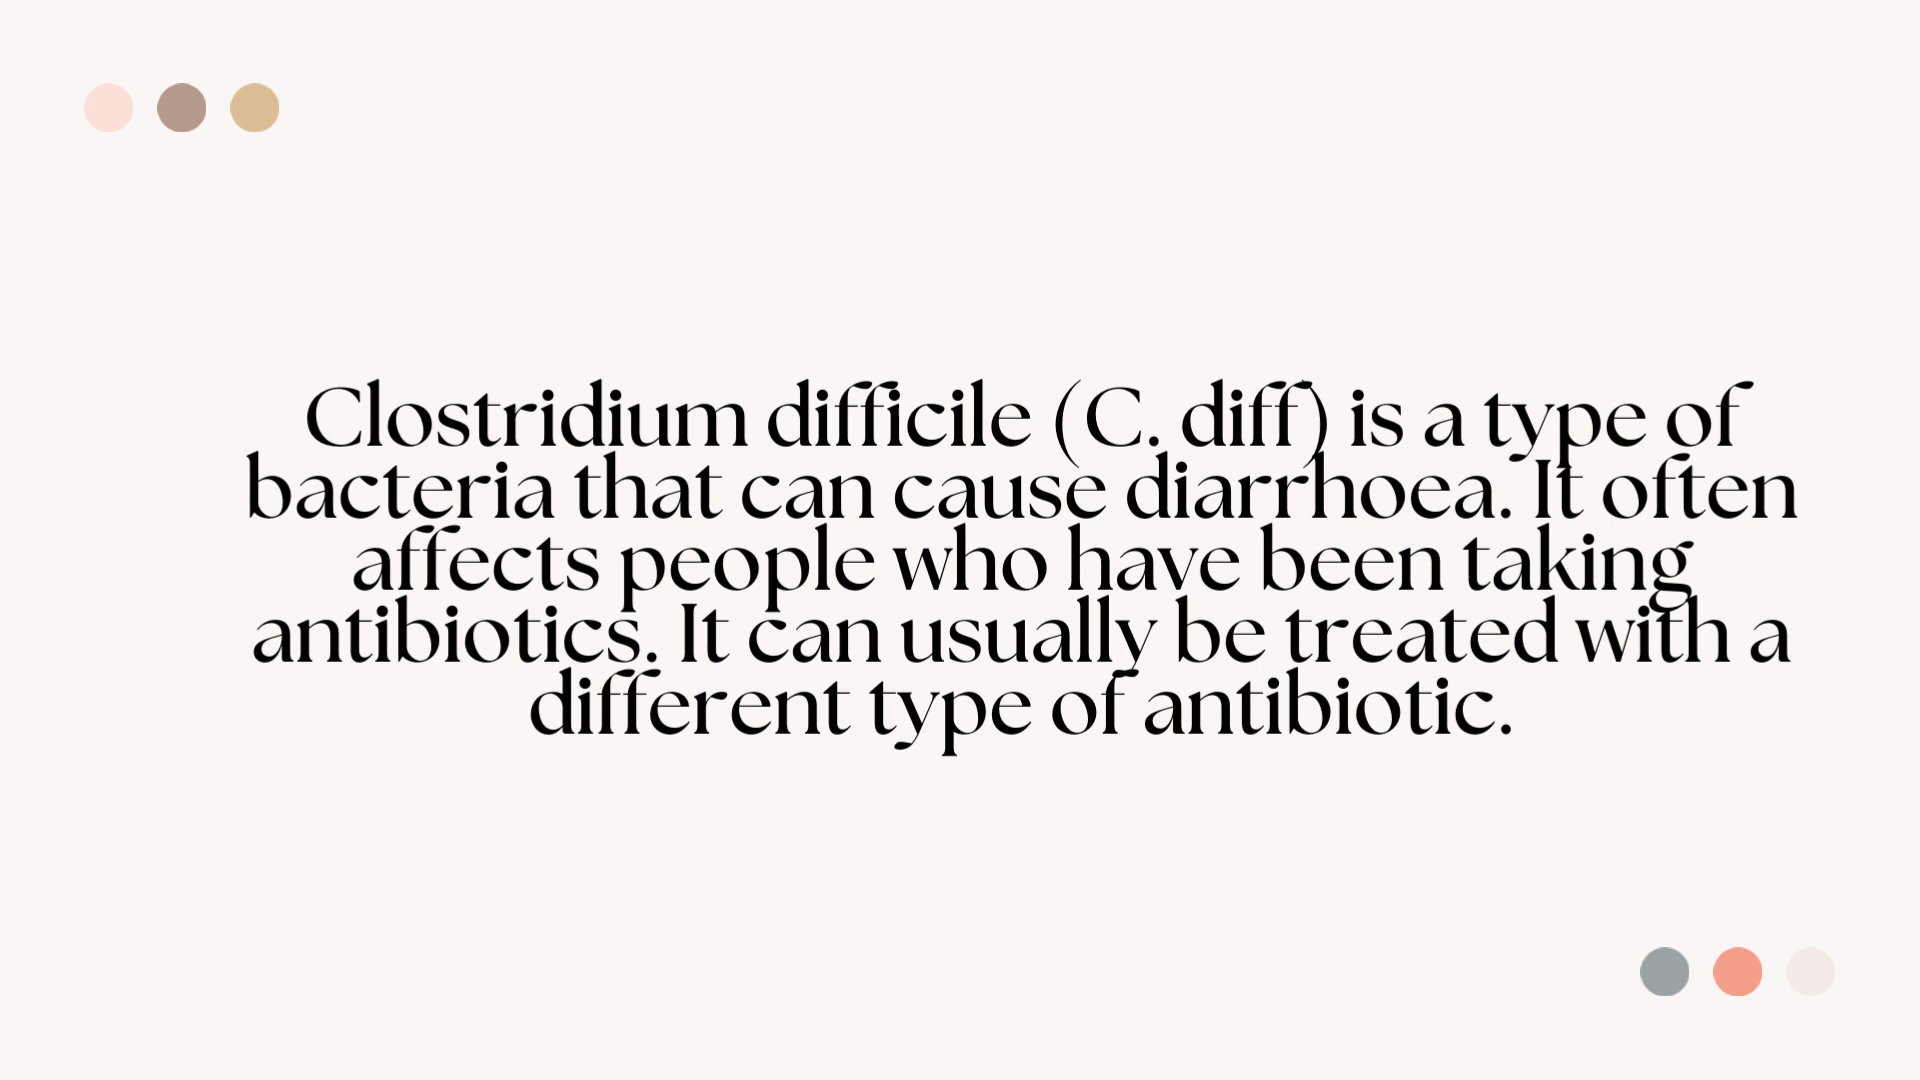 Clostridium difficile (C. diff) is a type of
bacteria that can cause diarrhoea. It often
affects people who have been taking
antibiotics. It can usually be treated with a
different type of antibiotic.